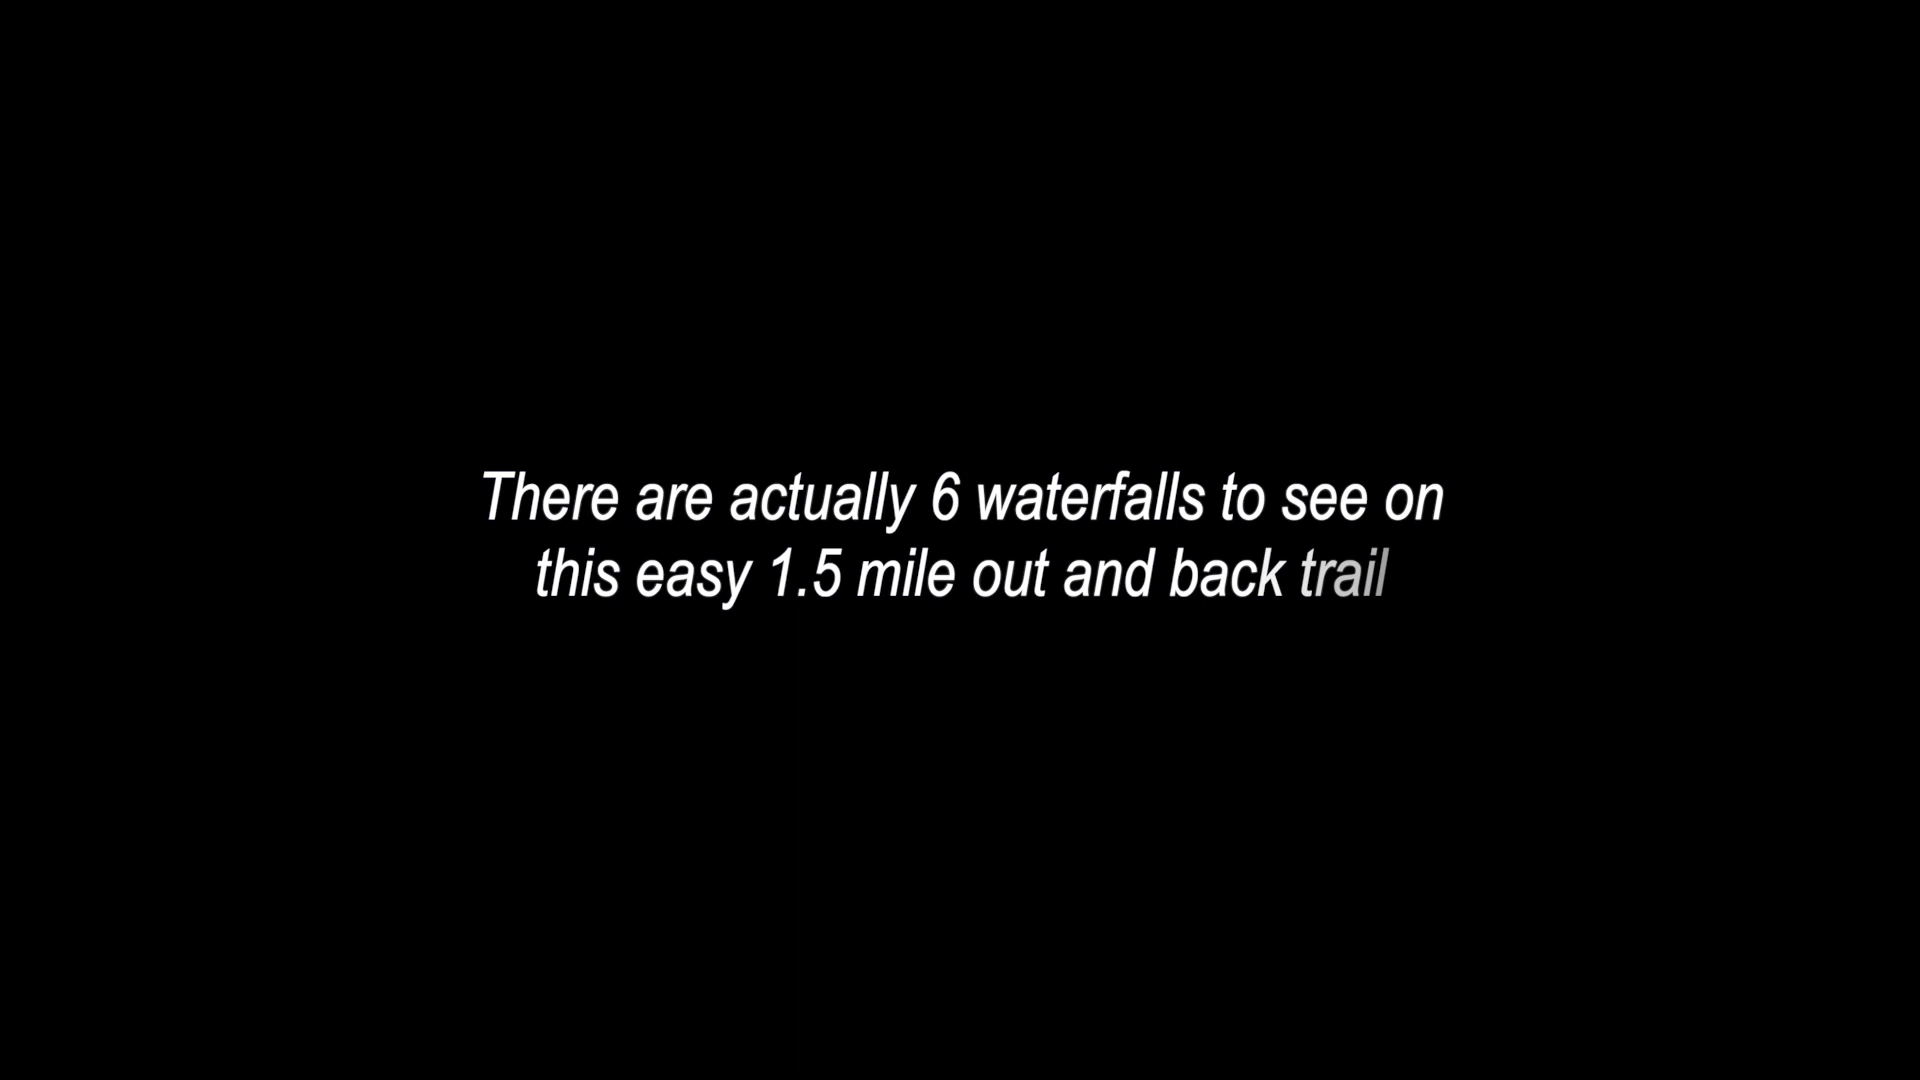 There are actually 6 waterfalls to see on
this easy 1.5 mile out and back trail